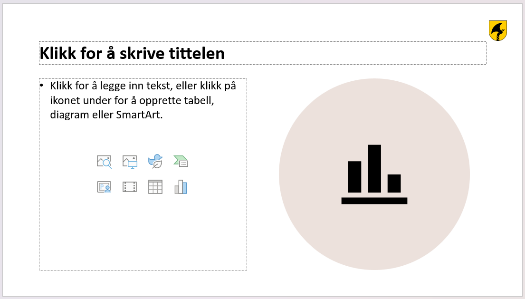 Klikk for å skrive tittelen
• Klikk for å legge inn tekst, eller klikk på
ikonet under for å opprette tabell,
diagram eller SmartArt.